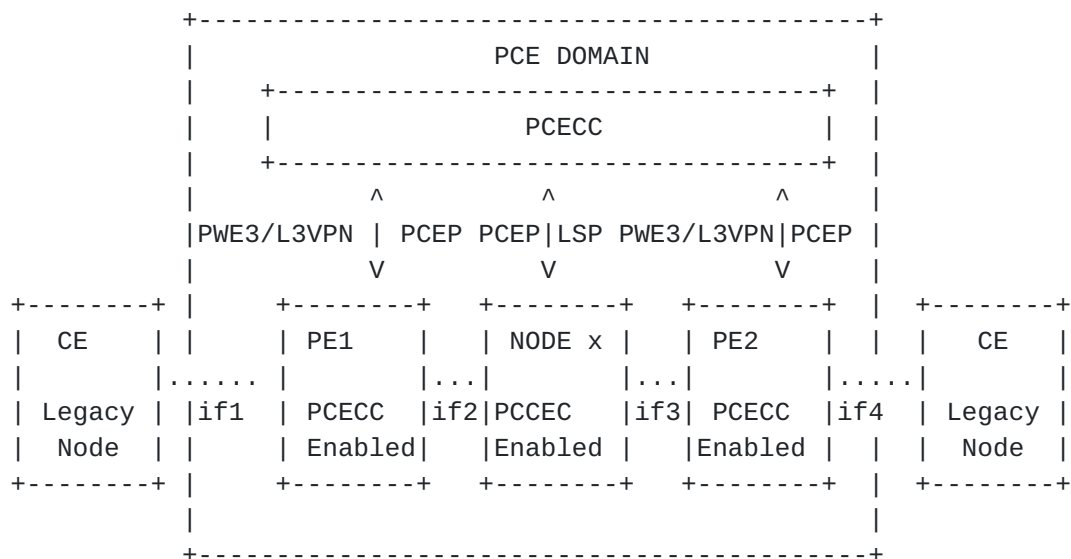 PCE DOMAIN
PCECC
PWE3/L3VPN | PCEP PCEP|LSP PWE3/L3VPN|PCEP
CE PE1 NODE x PE2 CE
...... ... ... .....
Legacy if1 PCECC if2 PCCEC if3 PCECC if4 Legacy
Node Enabled Enabled Enabled Node